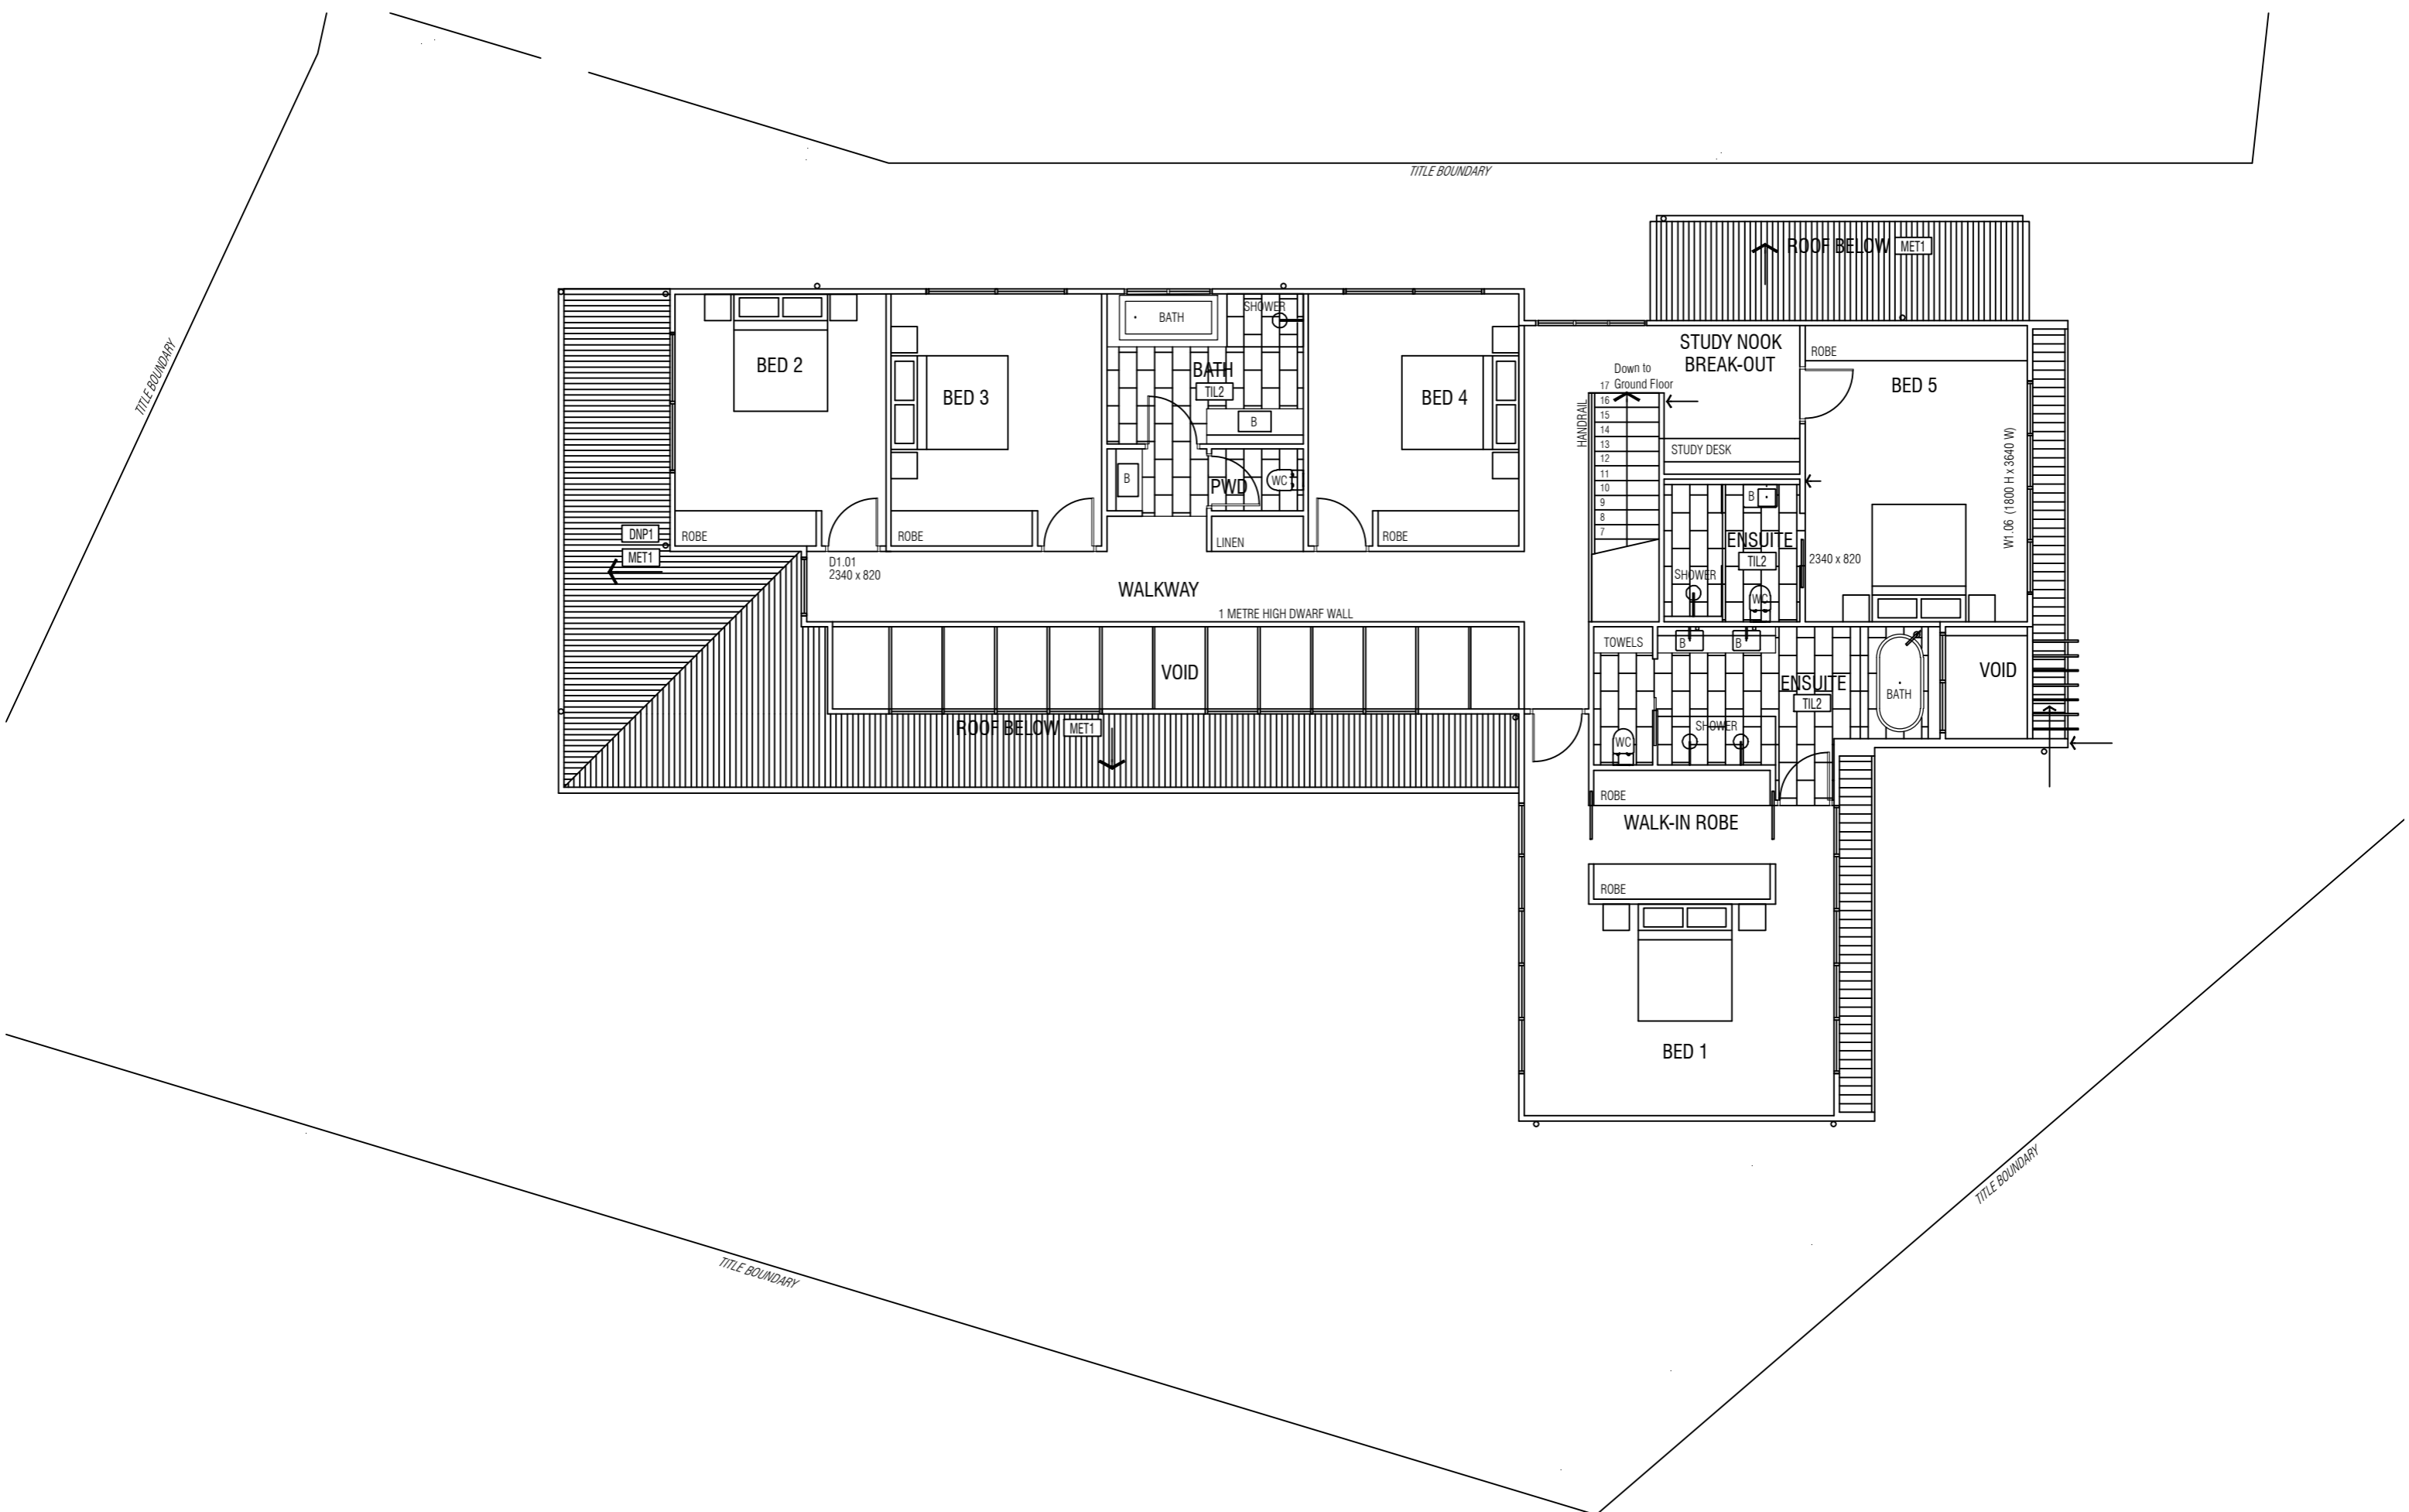 TITLE BOUNDARY
ROOF BELOW MET1
TITLE BOUNDARY
BED 2
BED 3
BATH
SHOWER
BATH
TIL2
B
B
PWD
WC
BED 4
STUDY NOOK
BREAK-OUT
Down to
Ground Floor
HANDRAIL
17
16
15
14
13
12
11
10
9
8
7
STUDY DESK
ROBE
BED 5
W1.06 (1800 H x 3640 W)
B
ENSUITE
TIL2
2340 x 820
SHOWER
WC
DNP1
MET1
ROBE
ROBE
LINEN
ROBE
D1.01
2340 x 820
WALKWAY
1 METRE HIGH DWARF WALL
VOID
TOWELS
B
B
ENSUITE
TIL2
BATH
VOID
ROOF BELOW MET1
SHOWER
WC
ROBE
WALK-IN ROBE
ROBE
BED 1
TITLE BOUNDARY
TITLE BOUNDARY